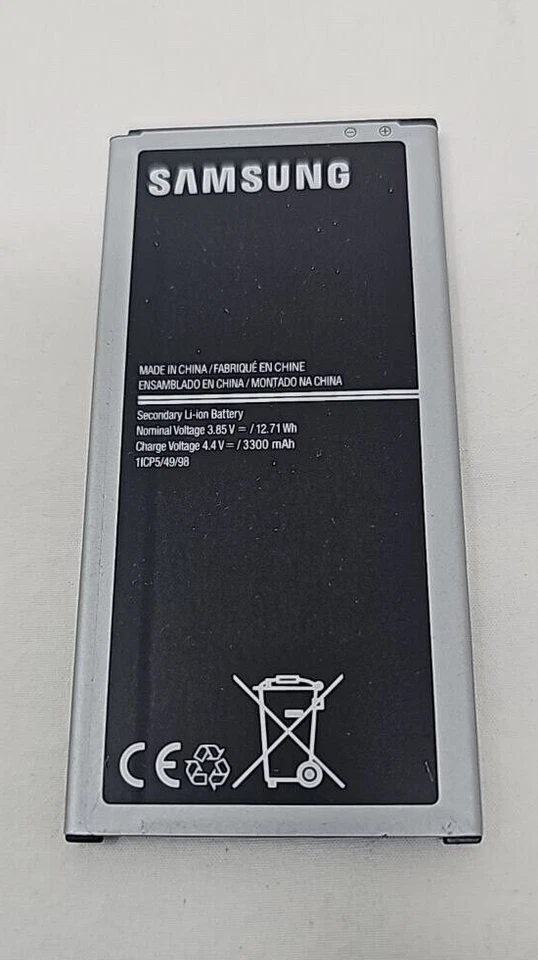 SAMSUNG
MADE IN CHINA / FABRIQUÉ EN CHINE
ENSAMBLADO EN CHINA / MONTADO NA CHINA
Secondary Li-ion Battery
Nominal Voltage 3.85 V ⎓ / 12.71 Wh
Charge Voltage 4.4 V ⎓ / 3300 mAh
1ICP5/49/98
CE